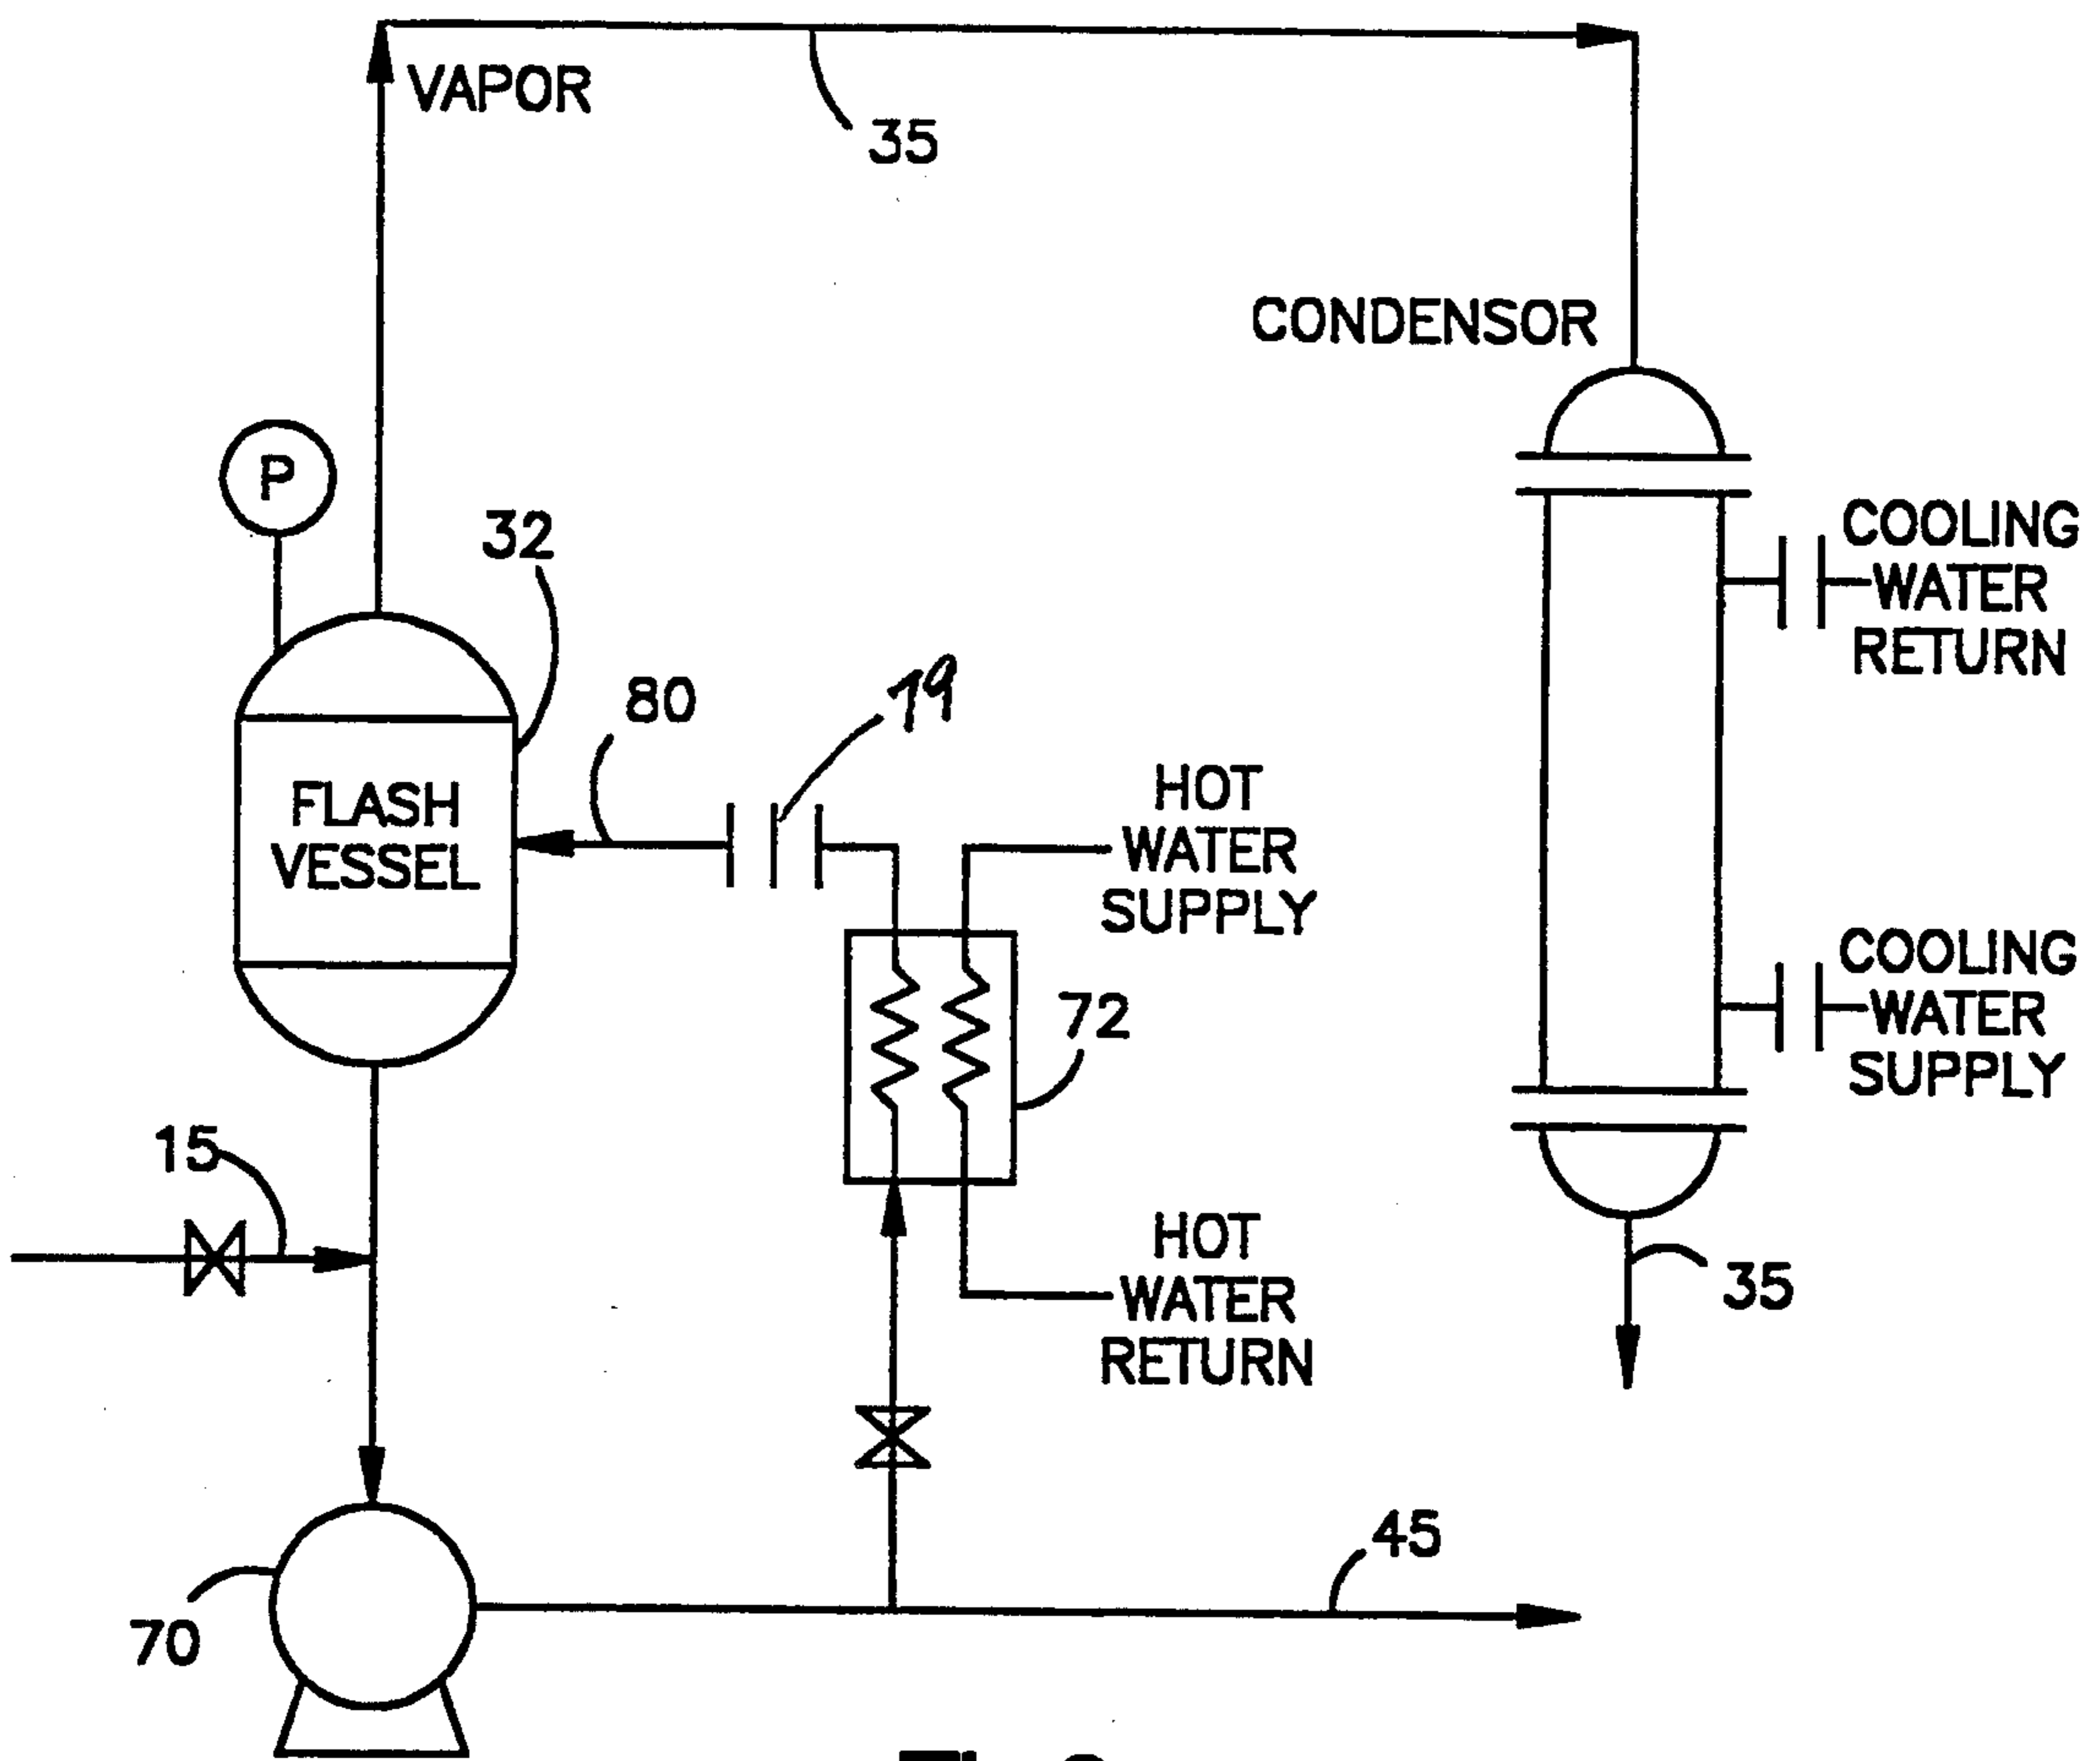 VAPOR
35
CONDENSOR
P
32
COOLING
WATER
RETURN
80
79
HOT
WATER
SUPPLY
FLASH
VESSEL
COOLING
WATER
SUPPLY
72
15
HOT
WATER
RETURN
35
45
70